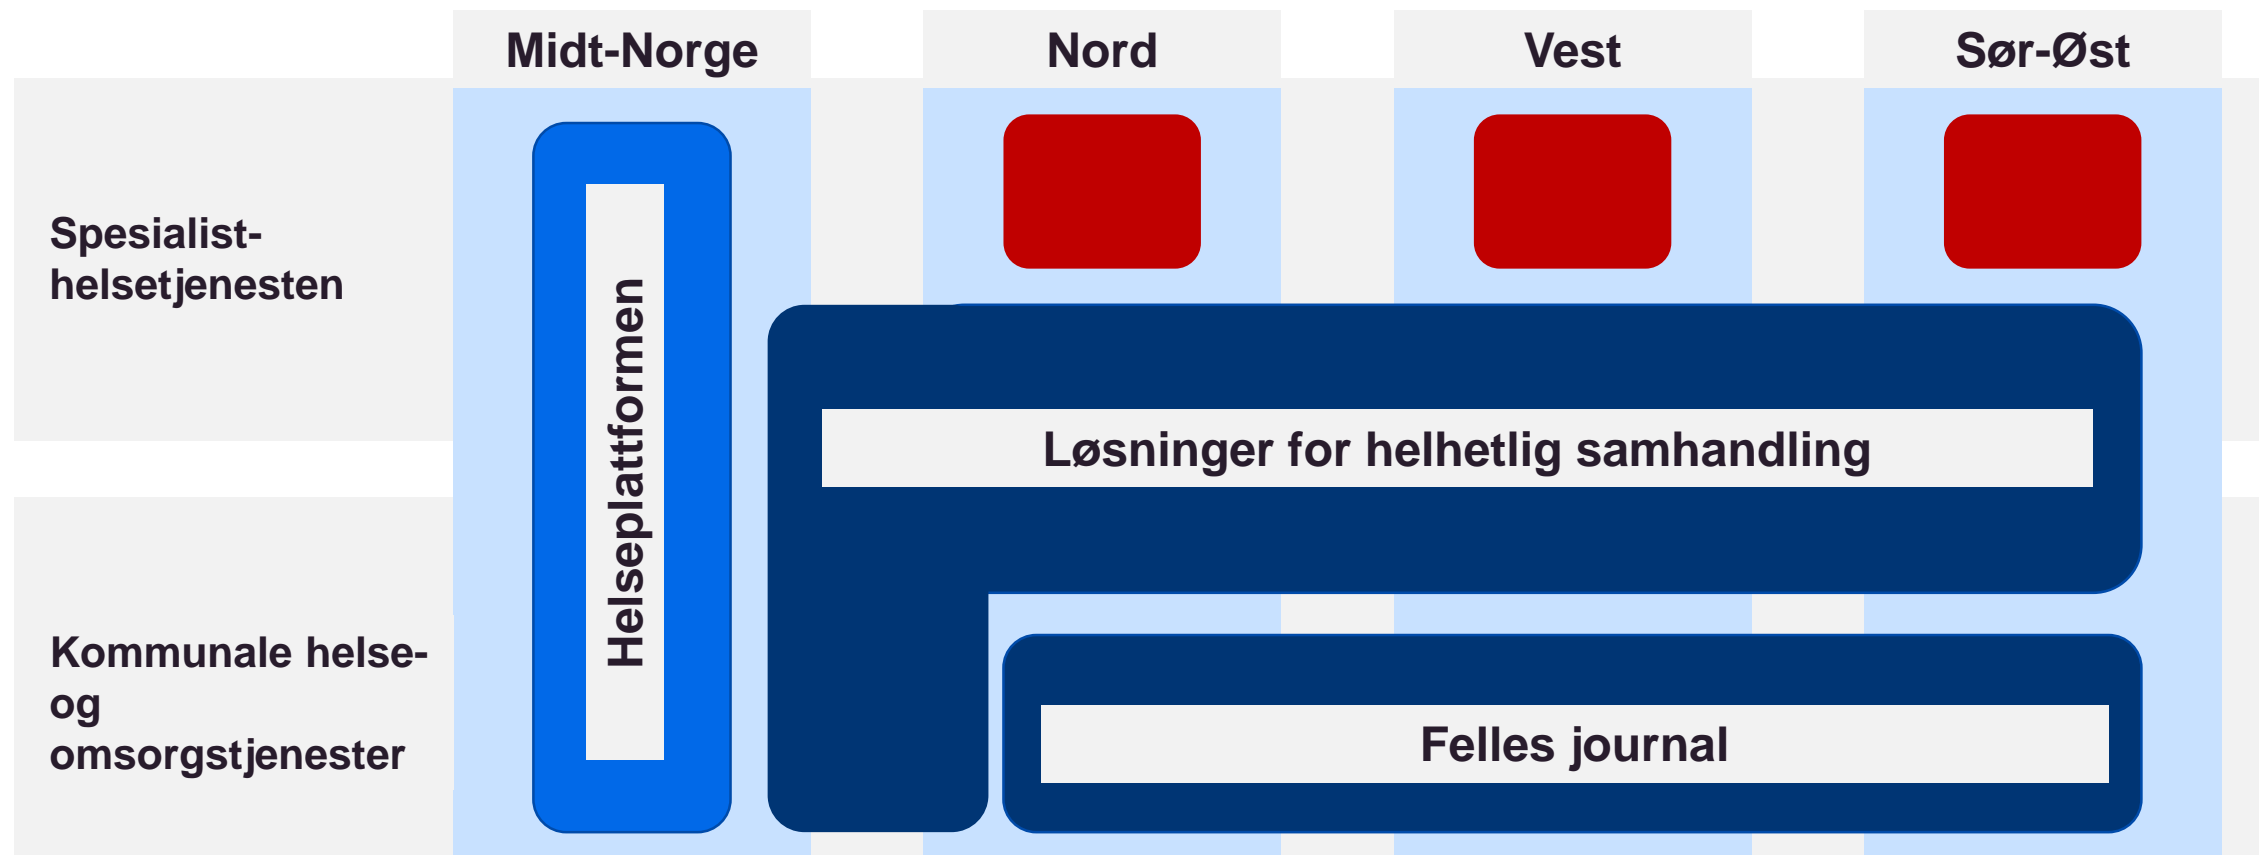 Midt-Norge
Nord
Vest
Sør-Øst
Spesialist-
helsetjenesten
Helseplattformen
Løsninger for helhetlig samhandling
Kommunale helse-
og
omsorgstjenester
Felles journal